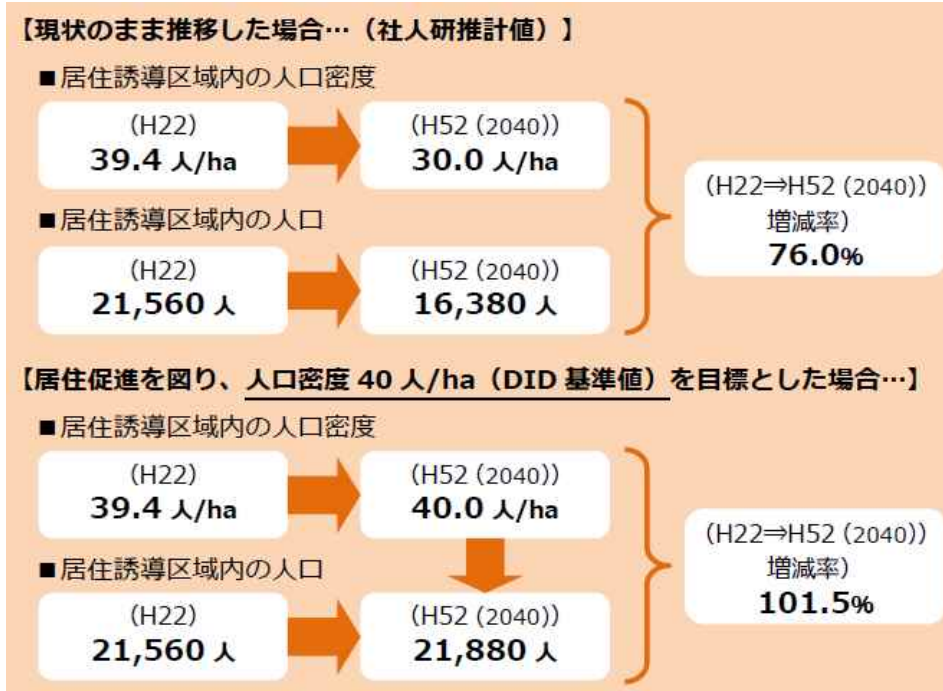 【現状のまま推移した場合…（社人研推計値）】
■居住誘導区域内の人口密度
（H22）
39.4 人/ha
（H52（2040））
30.0 人/ha
■居住誘導区域内の人口
（H22）
21,560 人
（H52（2040））
16,380 人
（H22⇒H52（2040））
増減率）
76.0%
【居住促進を図り、人口密度 40 人/ha（DID 基準値）を目標とした場合…】
■居住誘導区域内の人口密度
（H22）
39.4 人/ha
（H52（2040））
40.0 人/ha
■居住誘導区域内の人口
（H22）
21,560 人
（H52（2040））
21,880 人
（H22⇒H52（2040））
増減率）
101.5%